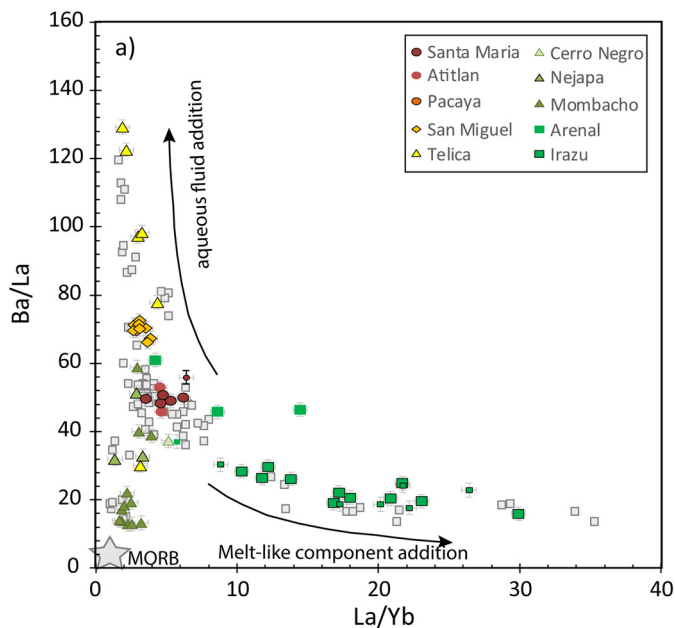 a)
160
140
120
100
80
60
40
20
0
Ba/La
0
10
20
30
40
La/Yb
aqueous fluid addition
Melt-like component addition
MORB
Santa Maria
Atitlan
Pacaya
San Miguel
Telica
Cerro Negro
Nejapa
Mombacho
Arenal
Irazu